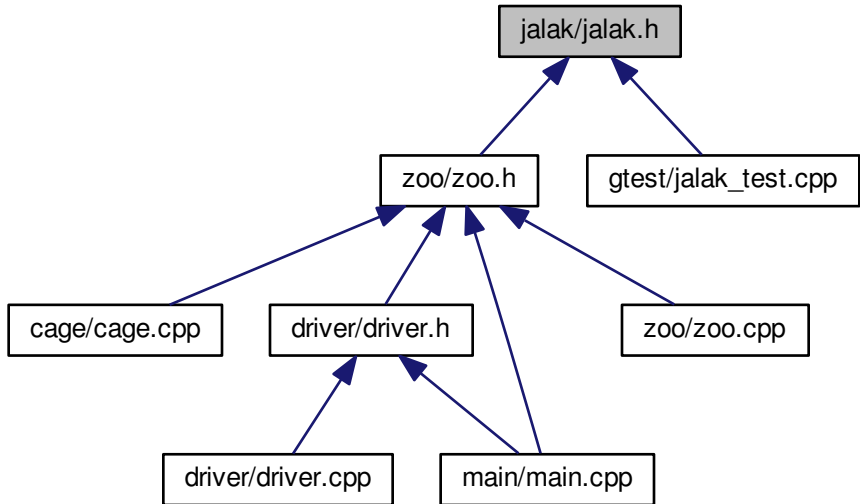 jalak/jalak.h
zoo/zoo.h
gtest/jalak_test.cpp
cage/cage.cpp
driver/driver.h
zoo/zoo.cpp
driver/driver.cpp
main/main.cpp